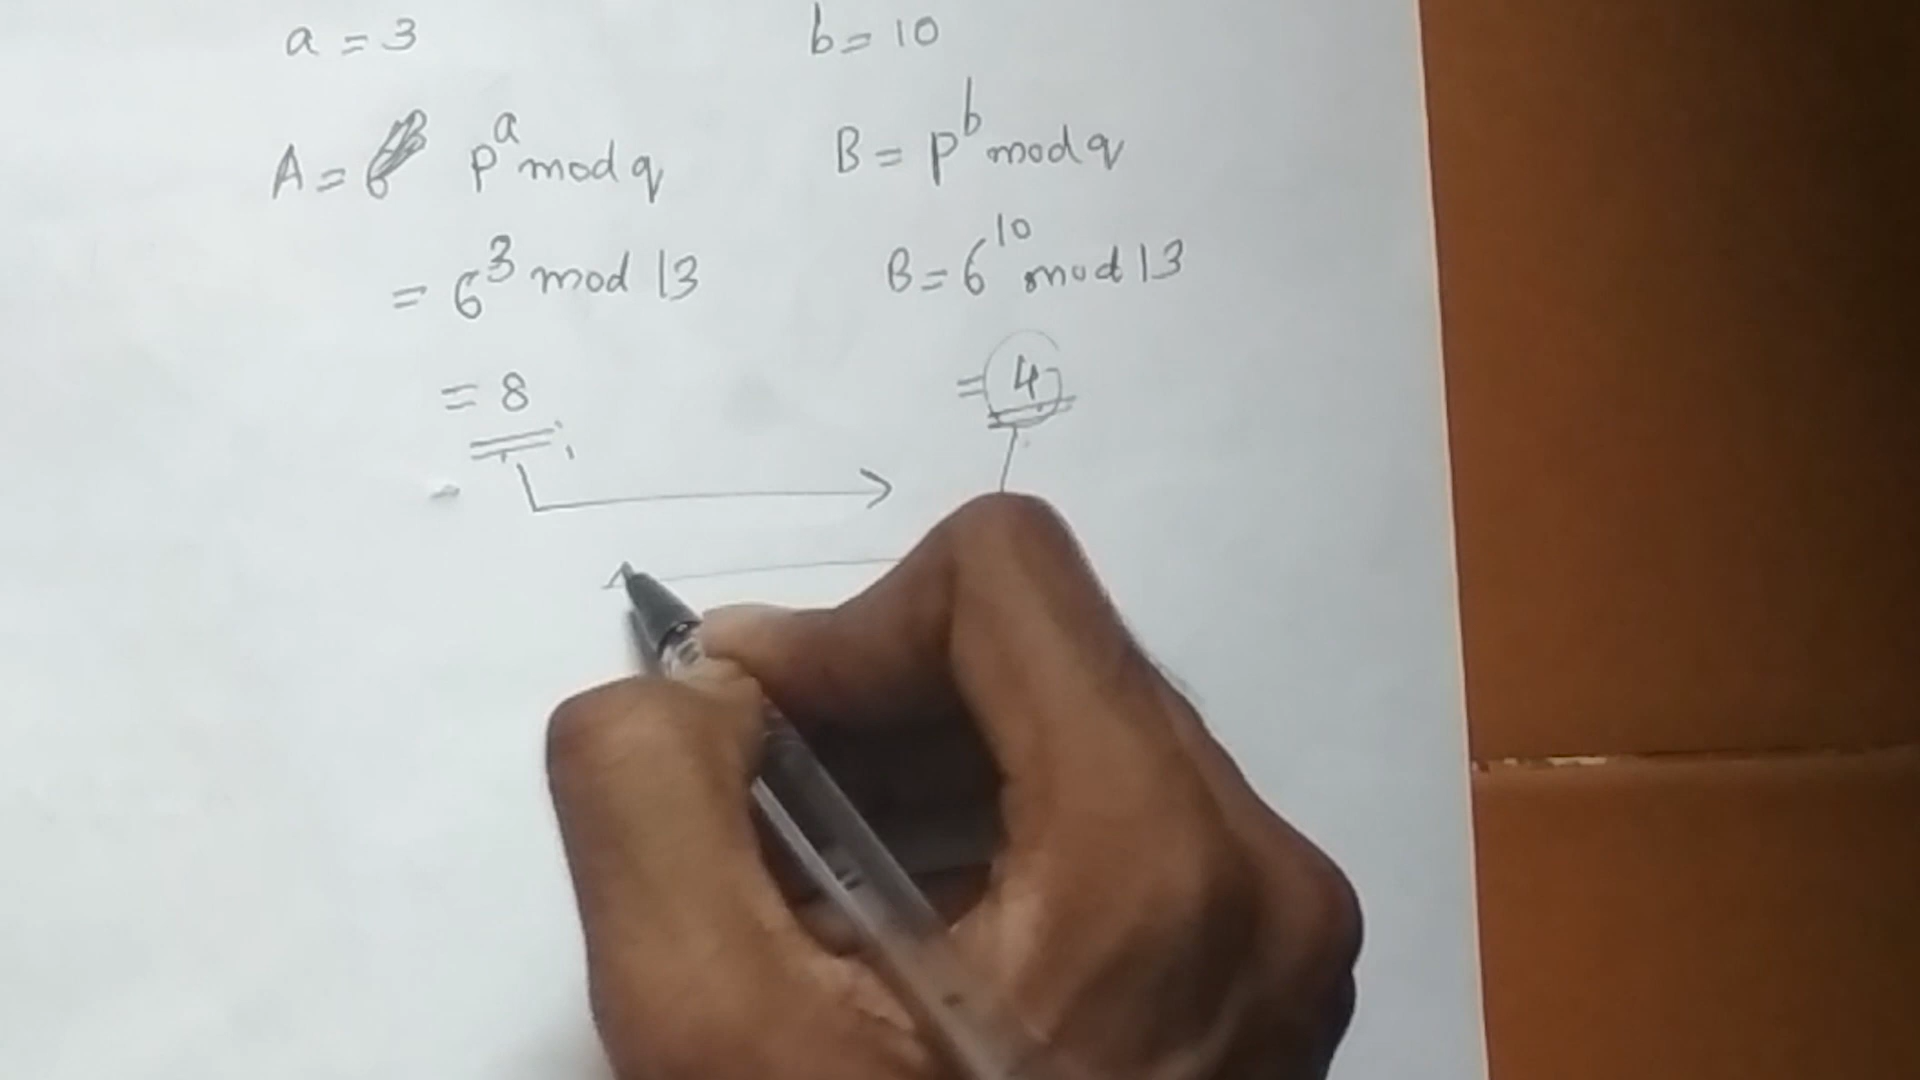 a = 3
b = 10
A = p^a mod q
B = p^b mod q
= 6^3 mod 13
B = 6^10 mod 13
= 8
= 4